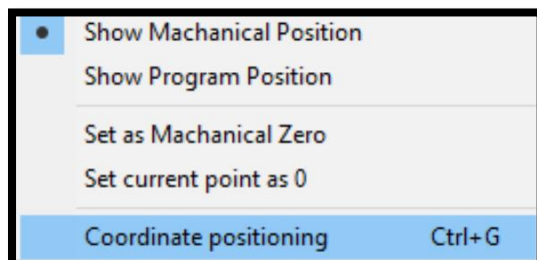 Show Machanical Position
Show Program Position
Set as Machanical Zero
Set current point as 0
Coordinate positioning Ctrl+G